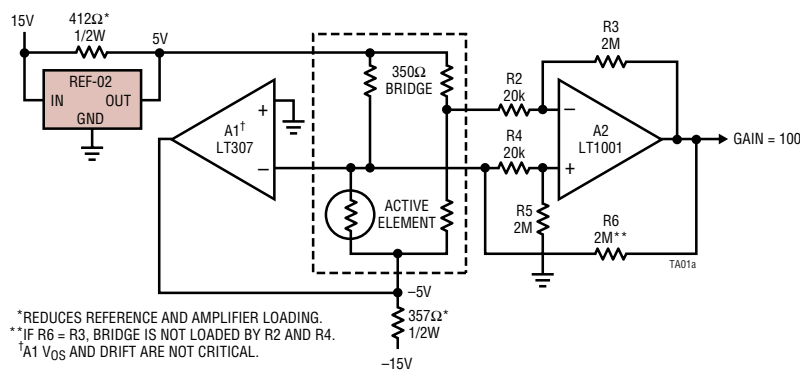 15V
412Ω*
1/2W
5V
REF-02
IN OUT
GND
A1†
LT307
+
−
350Ω
BRIDGE
ACTIVE
ELEMENT
R2
20k
R4
20k
R3
2M
−
+
A2
LT1001
GAIN = 100
R5
2M
R6
2M**
TA01a
−5V
357Ω*
1/2W
−15V
*REDUCES REFERENCE AND AMPLIFIER LOADING.
**IF R6 = R3, BRIDGE IS NOT LOADED BY R2 AND R4.
†A1 VOS AND DRIFT ARE NOT CRITICAL.